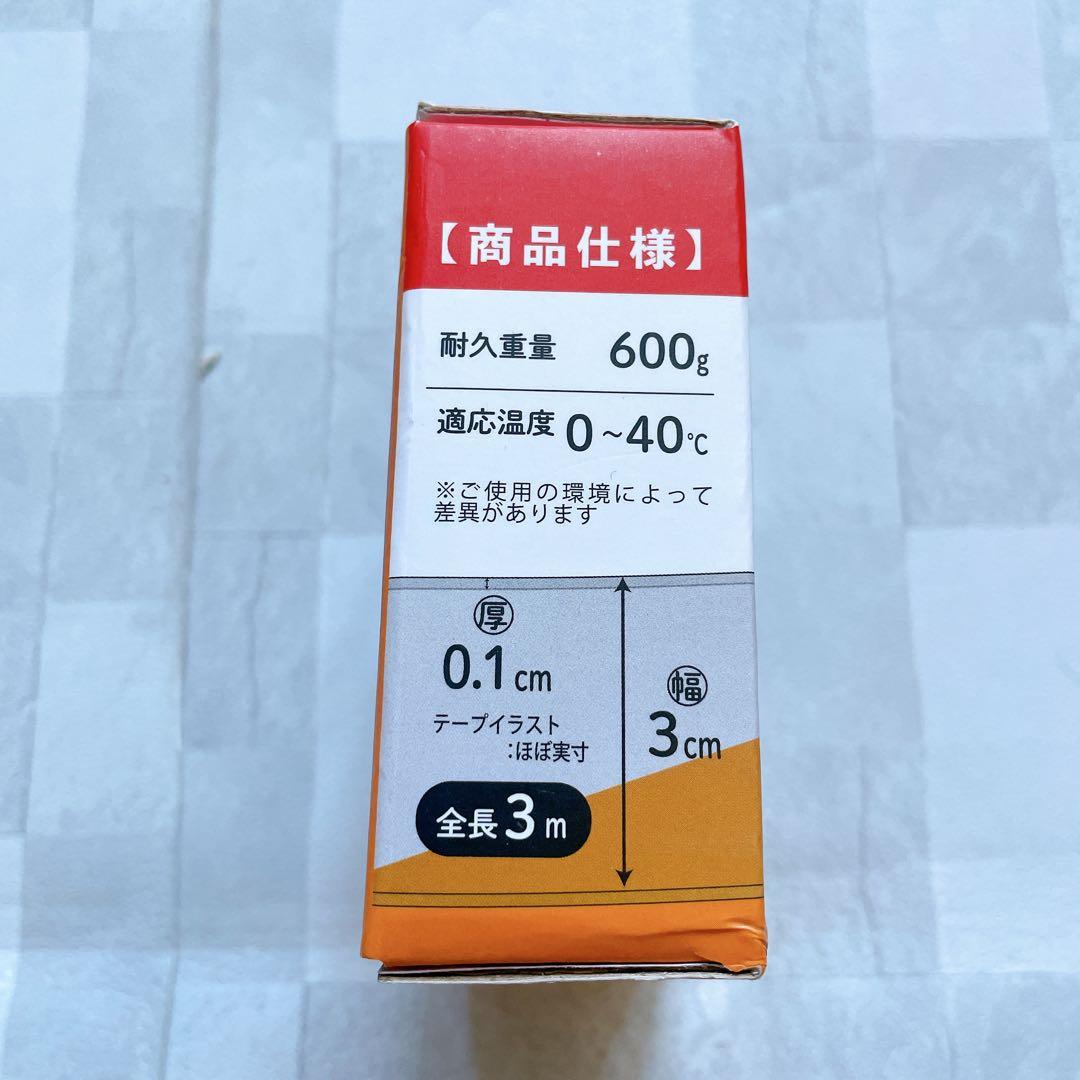 【商品仕様】
耐久重量 600g
適応温度 0~40℃
※ご使用の環境によって
差異があります
厚
0.1cm
幅
3cm
テープイラスト
:ほぼ実寸
全長3m